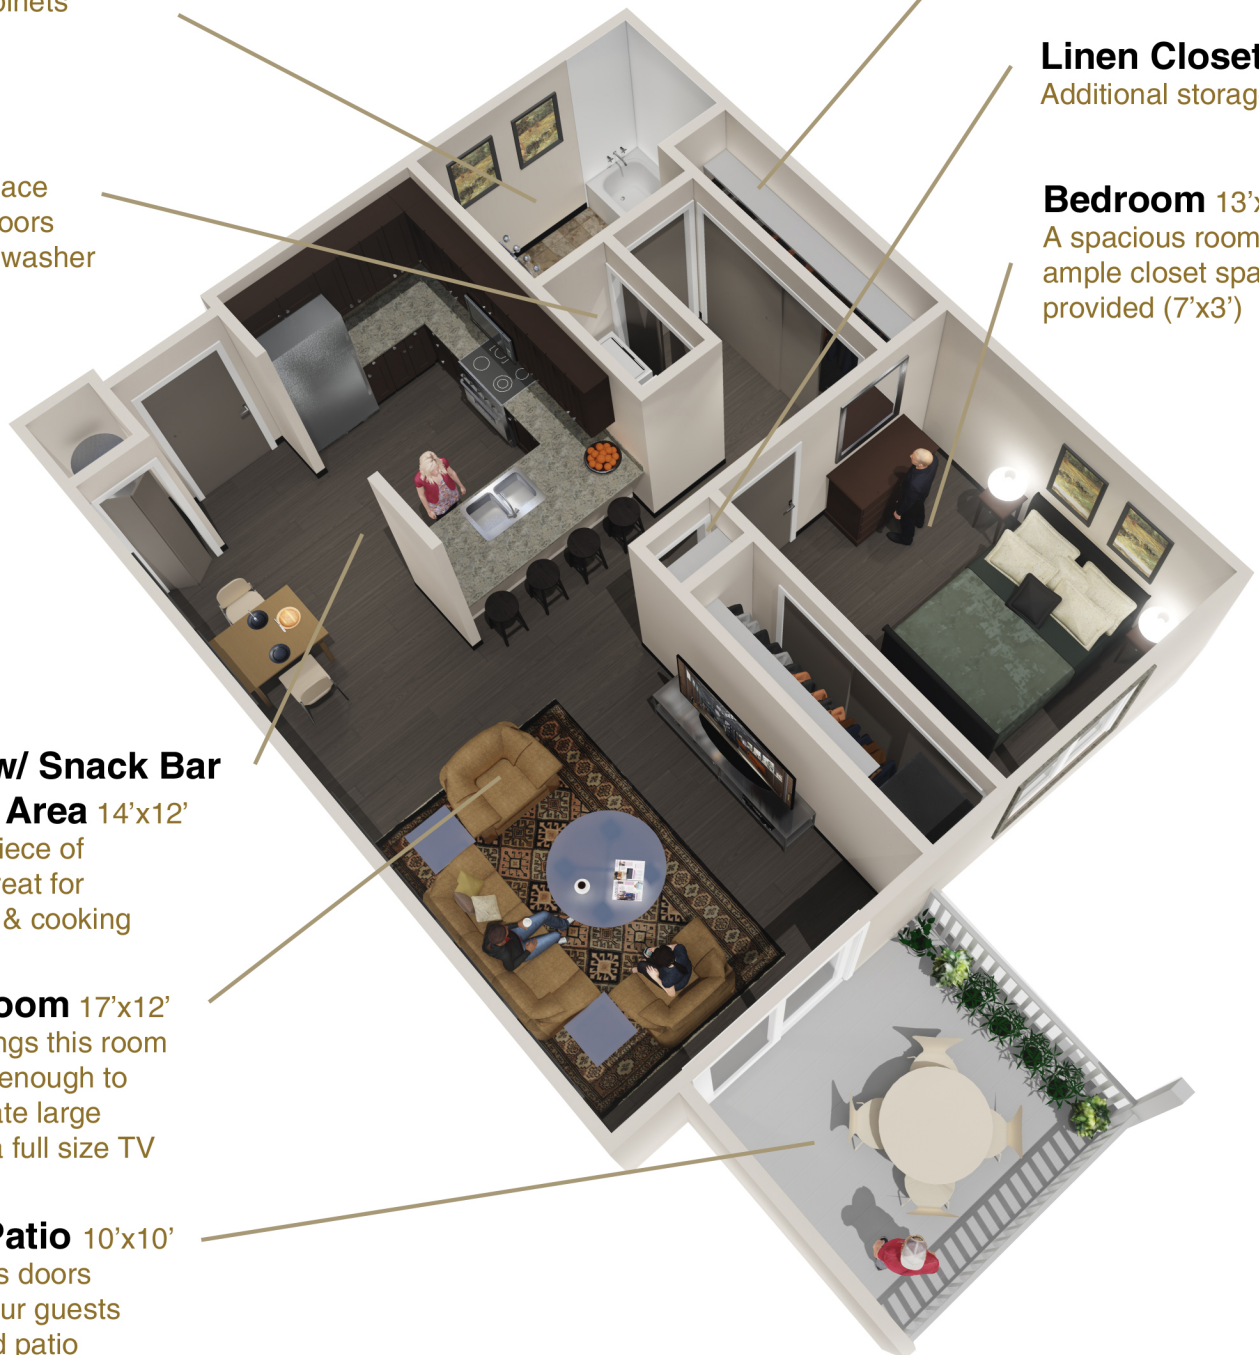 binets
ace
oors
washer
w/ Snack Bar
Area 14’x12’
iece of
reat for
& cooking
oom 17’x12’
ngs this room
enough to
ate large
a full size TV
Patio 10’x10’
s doors
ur guests
d patio
Linen Closet
Additional storag
Bedroom 13’x
A spacious room
ample closet spa
provided (7’x3’)